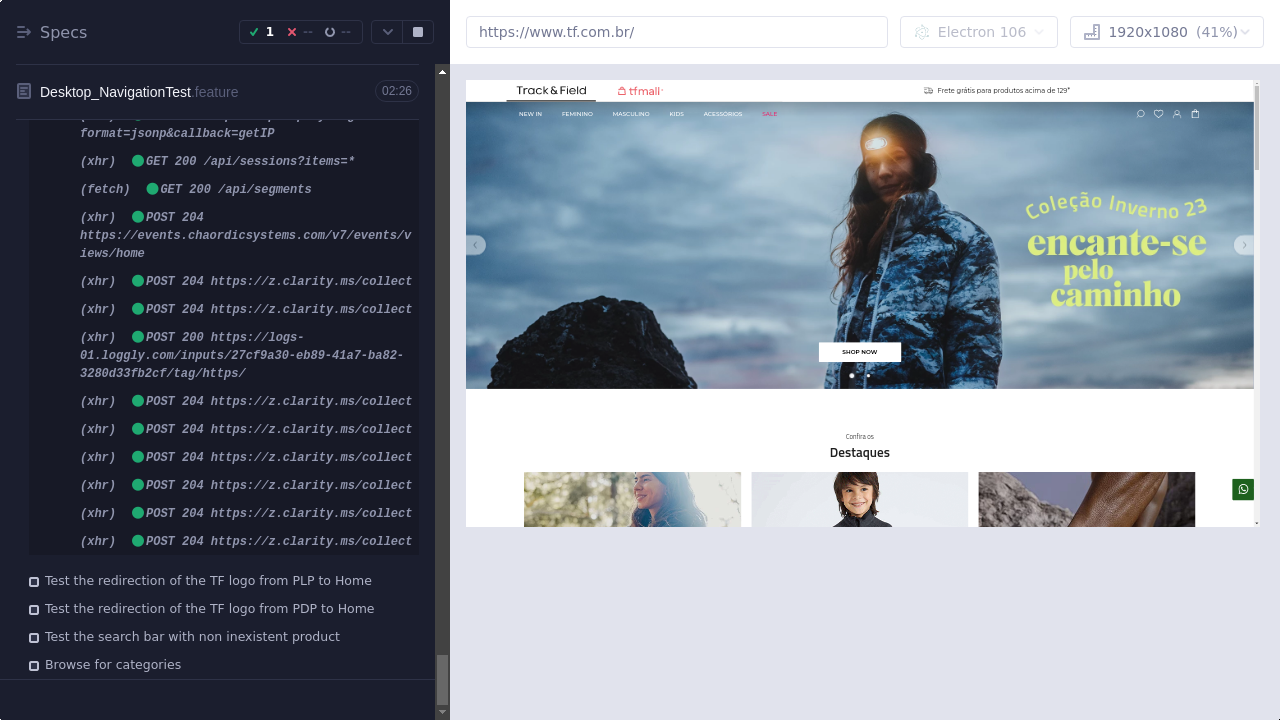 Specs
1
--
--
https://www.tf.com.br/
Electron 106
1920x1080 (41%)
Desktop_NavigationTest.feature
02:26
format=jsonp&callback=getIP
(xhr) GET 200 /api/sessions?items=*
(fetch) GET 200 /api/segments
(xhr) POST 204
https://events.chaordicsystems.com/v7/events/v
iews/home
(xhr) POST 204 https://z.clarity.ms/collect
(xhr) POST 204 https://z.clarity.ms/collect
(xhr) POST 200 https://logs-
01.loggly.com/inputs/27cf9a30-eb89-41a7-ba82-
3280d33fb2cf/tag/https/
(xhr) POST 204 https://z.clarity.ms/collect
(xhr) POST 204 https://z.clarity.ms/collect
(xhr) POST 204 https://z.clarity.ms/collect
(xhr) POST 204 https://z.clarity.ms/collect
(xhr) POST 204 https://z.clarity.ms/collect
(xhr) POST 204 https://z.clarity.ms/collect
Test the redirection of the TF logo from PLP to Home
Test the redirection of the TF logo from PDP to Home
Test the search bar with non inexistent product
Browse for categories
Track&Field
tfmall
Frete grátis para produtos acima de 129*
NEW IN FEMININO MASCULINO KIDS ACESSÓRIOS SALE
Coleção Inverno 23
encante-se
pelo
caminho
SHOP NOW
Confira os
Destaques